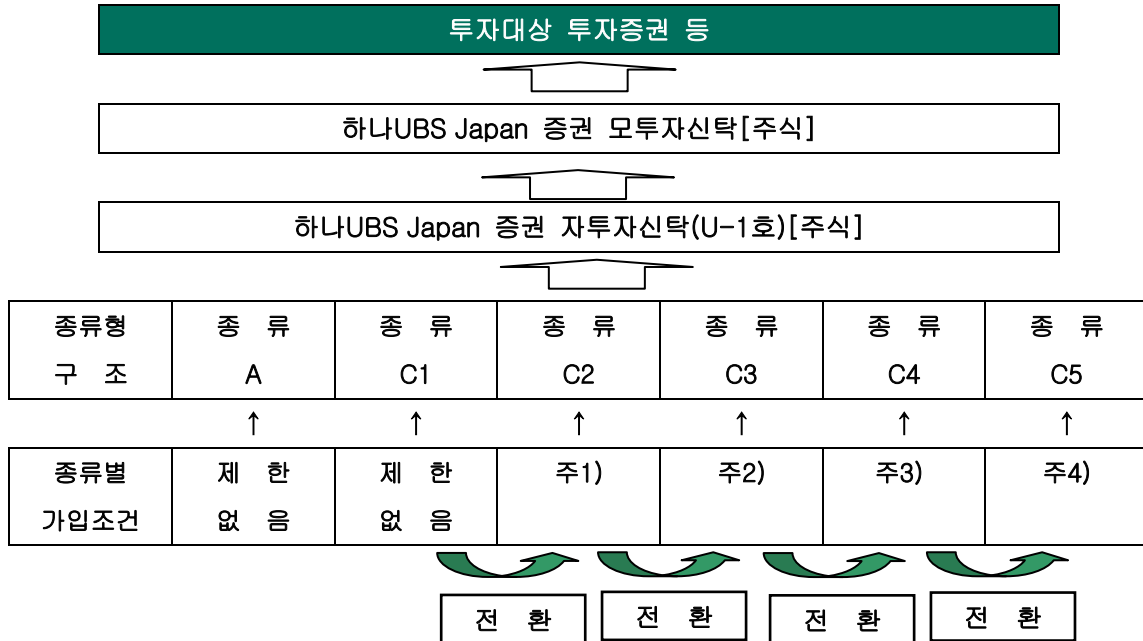 투자대상 투자증권 등
하나UBS Japan 증권 모투자신탁[주식]
하나UBS Japan 증권 자투자신탁(U-1호)[주식]
종류형 종 류 종 류 종 류 종 류 종 류 종 류
구 조 A C1 C2 C3 C4 C5
↑ ↑ ↑ ↑ ↑ ↑
종류별 제 한 제 한 주1) 주2) 주3) 주4)
가입조건 없 음 없 음
전 환 전 환 전 환 전 환